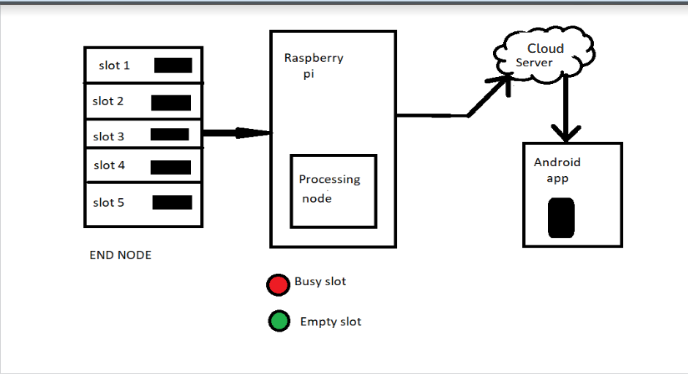 slot 1
slot 2
slot 3
slot 4
slot 5
END NODE
Raspberry
pi
Processing
node
Cloud
Server
Android
app
Busy slot
Empty slot